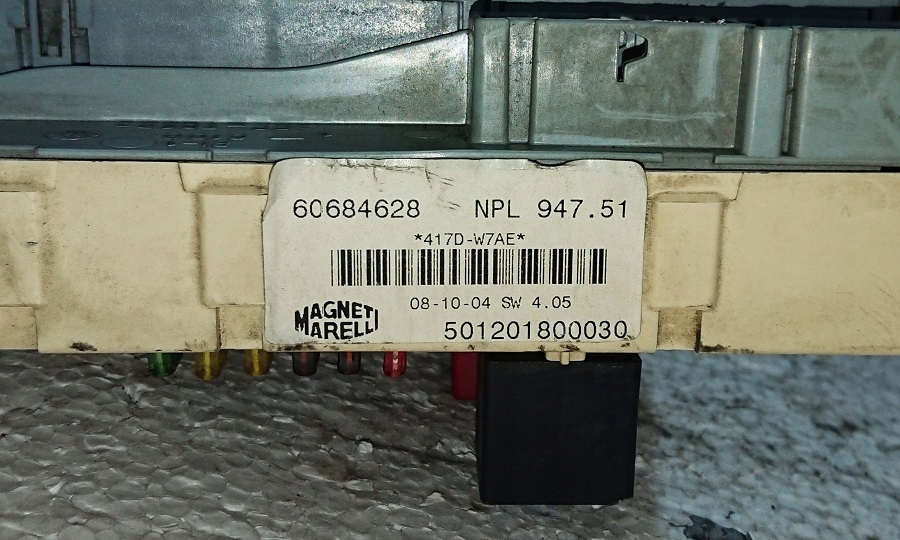 60684628 NPL 947.51
*417D-W7AE*
08-10-04 SW 4.05
MAGNETI
MARELLI
501201800030